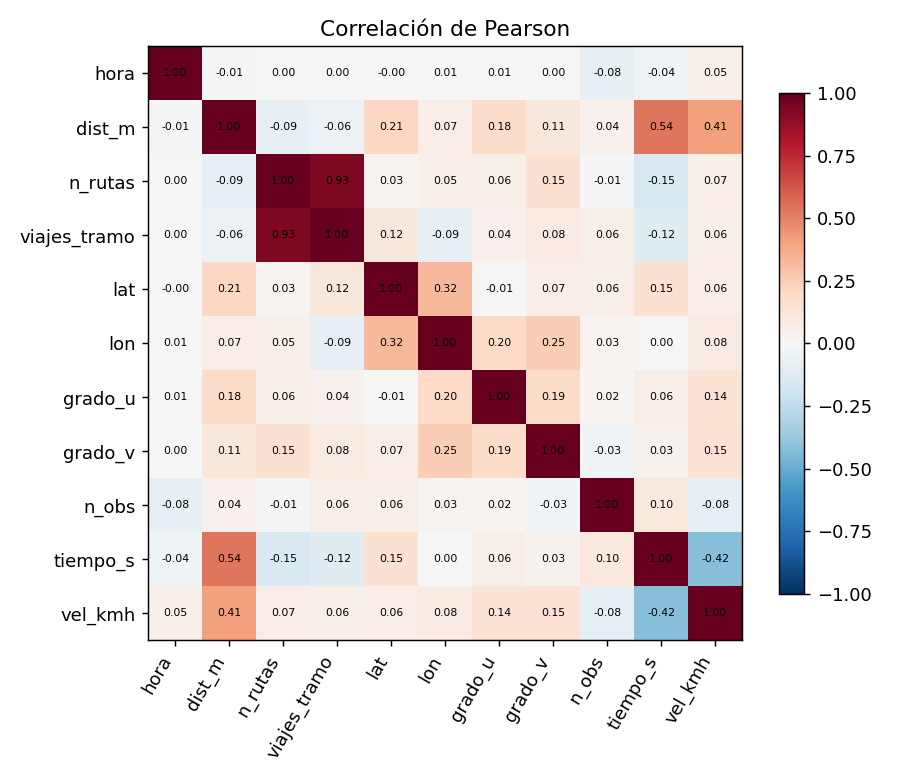 Correlación de Pearson
hora 1.00 -0.01 0.00 0.00 -0.00 0.01 0.01 0.00 -0.08 -0.04 0.05
dist_m -0.01 1.00 -0.09 -0.06 0.21 0.07 0.18 0.11 0.04 0.54 0.41
n_rutas 0.00 -0.09 1.00 0.93 0.03 0.05 0.06 0.15 -0.01 -0.15 0.07
viajes_tramo 0.00 -0.06 0.93 1.00 0.12 -0.09 0.04 0.08 0.06 -0.12 0.06
lat -0.00 0.21 0.03 0.12 1.00 0.32 -0.01 0.07 0.06 0.15 0.06
lon 0.01 0.07 0.05 -0.09 0.32 1.00 0.20 0.25 0.03 0.00 0.08
grado_u 0.01 0.18 0.06 0.04 -0.01 0.20 1.00 0.19 0.02 0.06 0.14
grado_v 0.00 0.11 0.15 0.08 0.07 0.25 0.19 1.00 -0.03 0.03 0.15
n_obs -0.08 0.04 -0.01 0.06 0.06 0.03 0.02 -0.03 1.00 0.10 -0.08
tiempo_s -0.04 0.54 -0.15 -0.12 0.15 0.00 0.06 0.03 0.10 1.00 -0.42
vel_kmh 0.05 0.41 0.07 0.06 0.06 0.08 0.14 0.15 -0.08 -0.42 1.00
hora dist_m n_rutas viajes_tramo lat lon grado_u grado_v n_obs tiempo_s vel_kmh
1.00
0.75
0.50
0.25
0.00
−0.25
−0.50
−0.75
−1.00